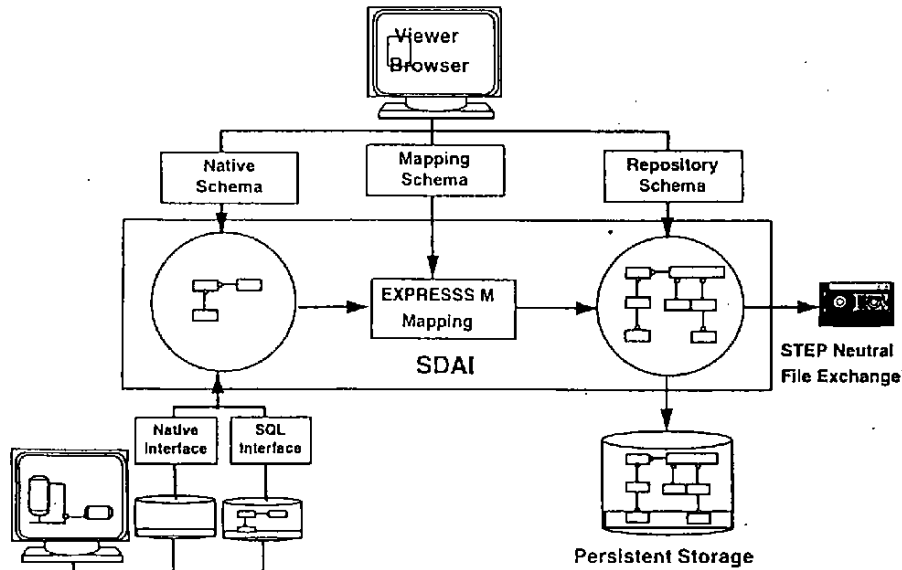 Viewer
Browser
Native
Schema
Mapping
Schema
Repository
Schema
EXPRESSS M
Mapping
SDAI
STEP Neutral
File Exchange
Native
Interface
SQL
Interface
Persistent Storage